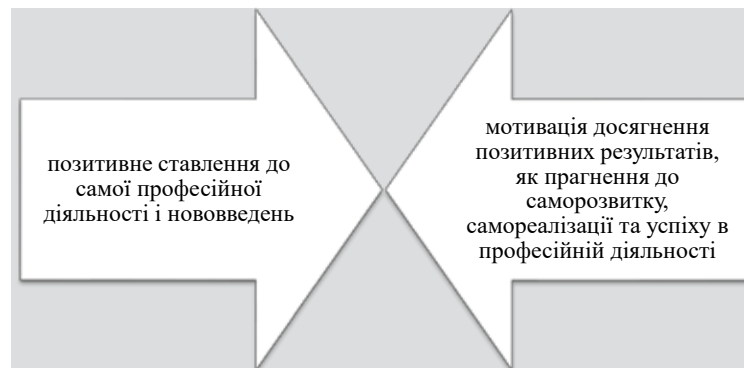 позитивне ставлення до
самої професійної
діяльності і нововведень
мотивація досягнення
позитивних результатів,
як прагнення до
саморозвитку,
самореалізації та успіху в
професійній діяльності